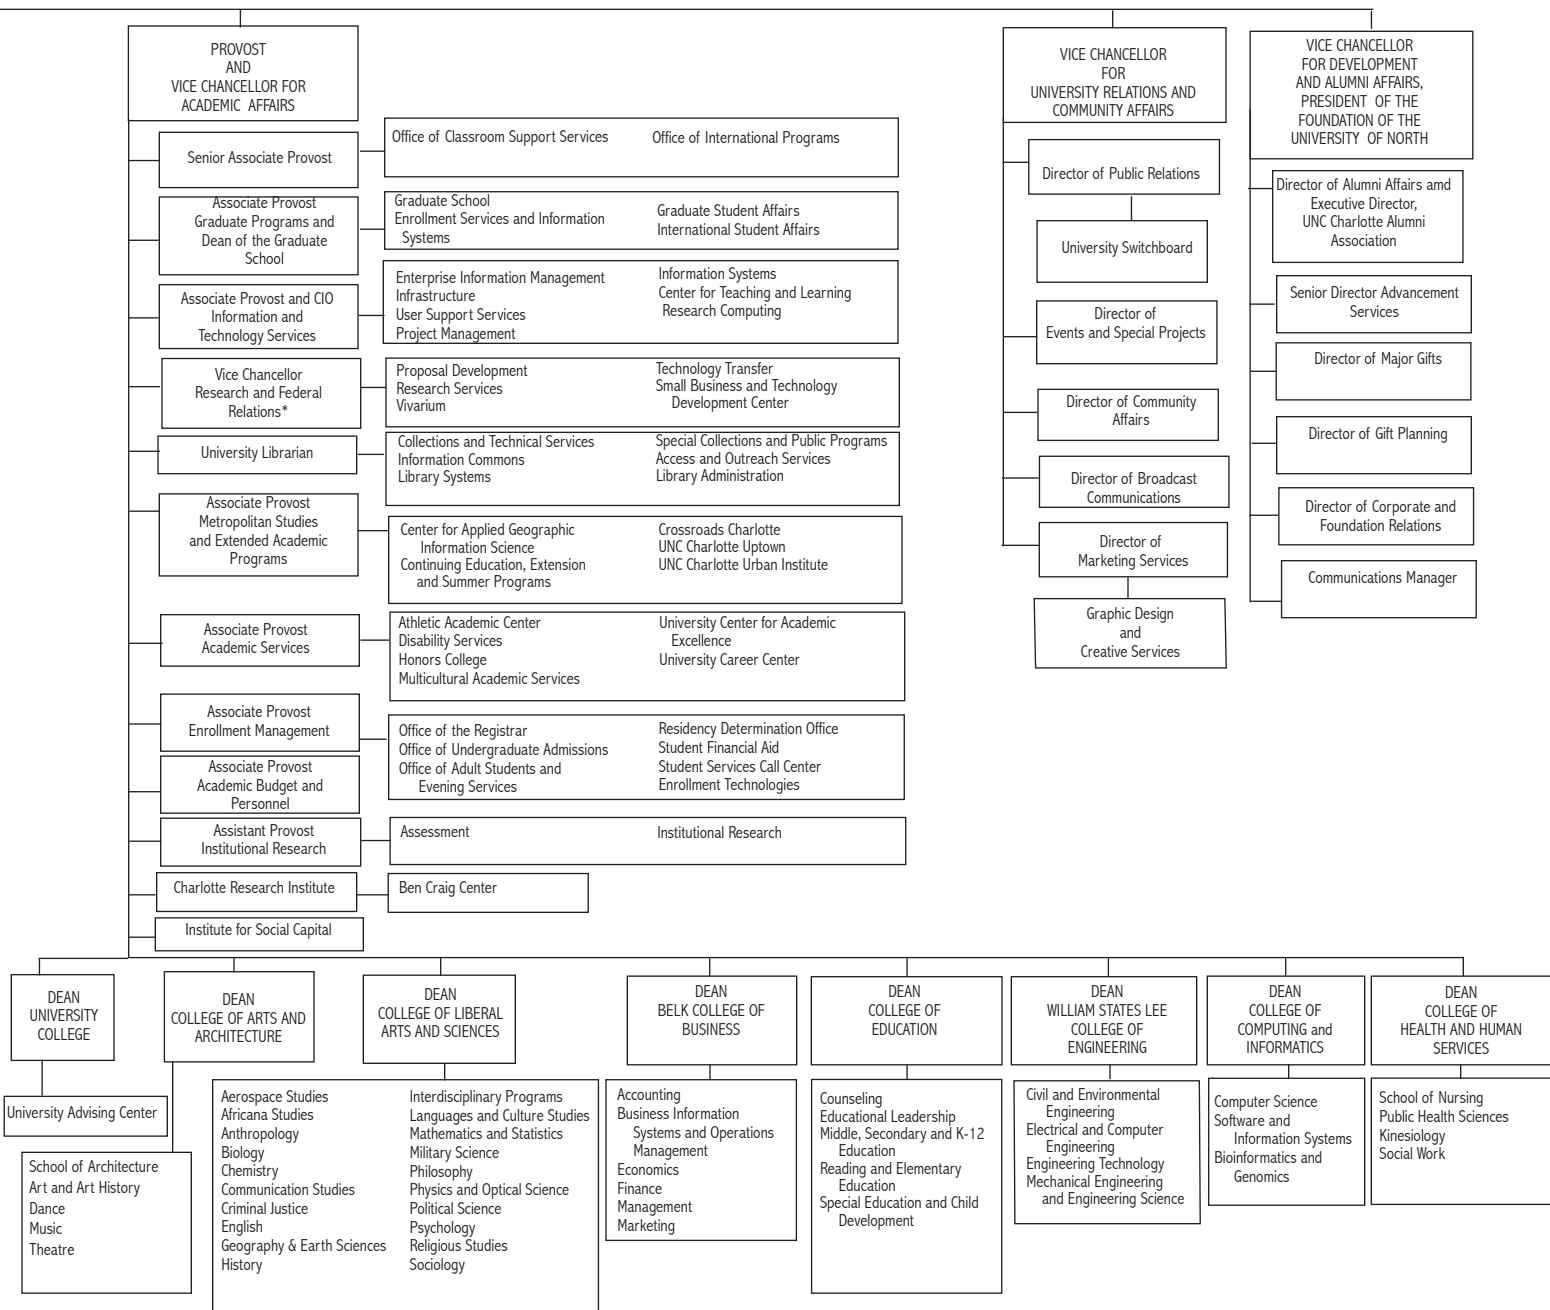 PROVOST
AND
VICE CHANCELLOR FOR
ACADEMIC AFFAIRS
Senior Associate Provost
Office of Classroom Support Services
Office of International Programs
Associate Provost
Graduate Programs and
Dean of the Graduate
School
Graduate School
Enrollment Services and Information
Systems
Graduate Student Affairs
International Student Affairs
Associate Provost and CIO
Information and
Technology Services
Enterprise Information Management
Infrastructure
User Support Services
Project Management
Information Systems
Center for Teaching and Learning
Research Computing
Vice Chancellor
Research and Federal
Relations*
Proposal Development
Research Services
Vivarium
Technology Transfer
Small Business and Technology
Development Center
University Librarian
Collections and Technical Services
Information Commons
Library Systems
Special Collections and Public Programs
Access and Outreach Services
Library Administration
Associate Provost
Metropolitan Studies
and Extended Academic
Programs
Center for Applied Geographic
Information Science
Continuing Education, Extension
and Summer Programs
Crossroads Charlotte
UNC Charlotte Uptown
UNC Charlotte Urban Institute
Associate Provost
Academic Services
Athletic Academic Center
Disability Services
Honors College
Multicultural Academic Services
University Center for Academic
Excellence
University Career Center
Associate Provost
Enrollment Management
Office of the Registrar
Office of Undergraduate Admissions
Office of Adult Students and
Evening Services
Residency Determination Office
Student Financial Aid
Student Services Call Center
Enrollment Technologies
Associate Provost
Academic Budget and
Personnel
Assistant Provost
Institutional Research
Assessment
Institutional Research
Charlotte Research Institute
Ben Craig Center
Institute for Social Capital
VICE CHANCELLOR
FOR
UNIVERSITY RELATIONS AND
COMMUNITY AFFAIRS
Director of Public Relations
University Switchboard
Director of
Events and Special Projects
Director of Community
Affairs
Director of Broadcast
Communications
Director of
Marketing Services
Graphic Design
and
Creative Services
VICE CHANCELLOR
FOR DEVELOPMENT
AND ALUMNI AFFAIRS,
PRESIDENT OF THE
FOUNDATION OF THE
UNIVERSITY OF NORTH
Director of Alumni Affairs amd
Executive Director,
UNC Charlotte Alumni
Association
Senior Director Advancement
Services
Director of Major Gifts
Director of Gift Planning
Director of Corporate and
Foundation Relations
Communications Manager
DEAN
UNIVERSITY
COLLEGE
University Advising Center
DEAN
COLLEGE OF ARTS AND
ARCHITECTURE
School of Architecture
Art and Art History
Dance
Music
Theatre
DEAN
COLLEGE OF LIBERAL
ARTS AND SCIENCES
Aerospace Studies
Africana Studies
Anthropology
Biology
Chemistry
Communication Studies
Criminal Justice
English
Geography & Earth Sciences
History
Interdisciplinary Programs
Languages and Culture Studies
Mathematics and Statistics
Military Science
Philosophy
Physics and Optical Science
Political Science
Psychology
Religious Studies
Sociology
DEAN
BELK COLLEGE OF
BUSINESS
Accounting
Business Information
Systems and Operations
Management
Economics
Finance
Management
Marketing
DEAN
COLLEGE OF
EDUCATION
Counseling
Educational Leadership
Middle, Secondary and K-12
Education
Reading and Elementary
Education
Special Education and Child
Development
DEAN
WILLIAM STATES LEE
COLLEGE OF
ENGINEERING
Civil and Environmental
Engineering
Electrical and Computer
Engineering
Engineering Technology
Mechanical Engineering
and Engineering Science
DEAN
COLLEGE OF
COMPUTING and
INFORMATICS
Computer Science
Software and
Information Systems
Bioinformatics and
Genomics
DEAN
COLLEGE OF
HEALTH AND HUMAN
SERVICES
School of Nursing
Public Health Sciences
Kinesiology
Social Work